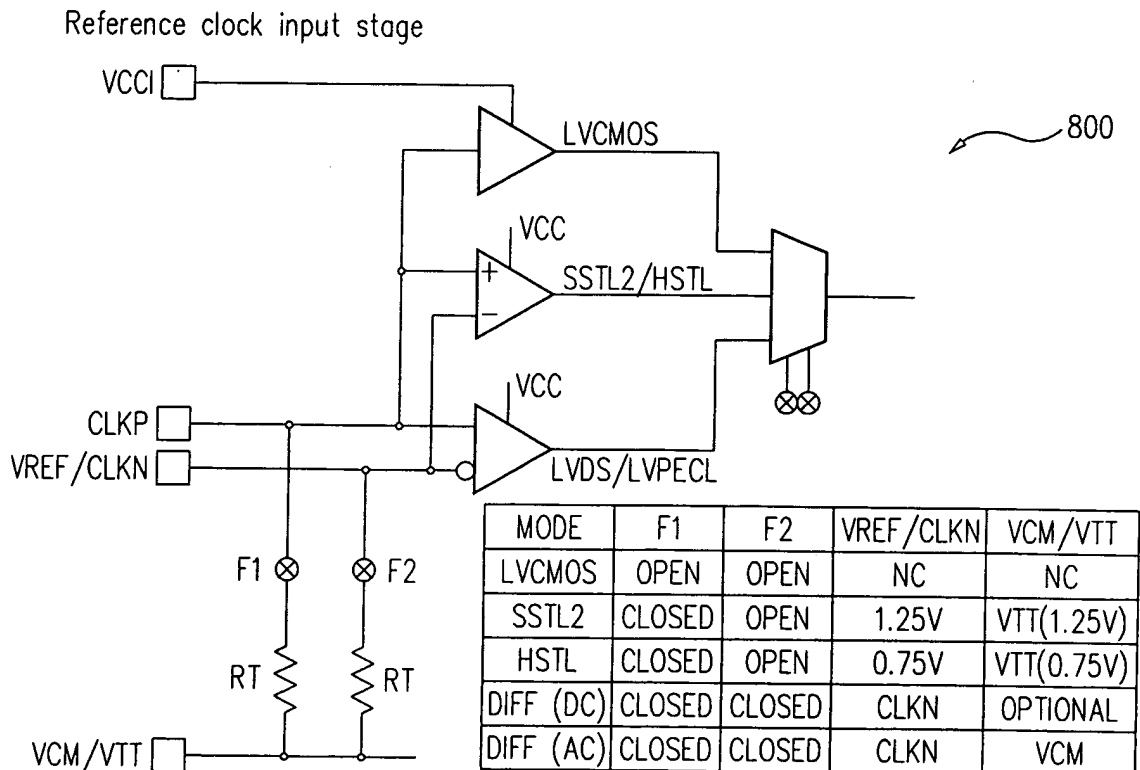 Reference clock input stage
VCCI
LVCMOS
800
VCC
+
SSTL2/HSTL
−
VCC
CLKP
VREF/CLKN
LVDS/LVPECL
F1
F2
RT
RT
VCM/VTT
MODE F1 F2 VREF/CLKN VCM/VTT
LVCMOS OPEN OPEN NC NC
SSTL2 CLOSED OPEN 1.25V VTT(1.25V)
HSTL CLOSED OPEN 0.75V VTT(0.75V)
DIFF (DC) CLOSED CLOSED CLKN OPTIONAL
DIFF (AC) CLOSED CLOSED CLKN VCM